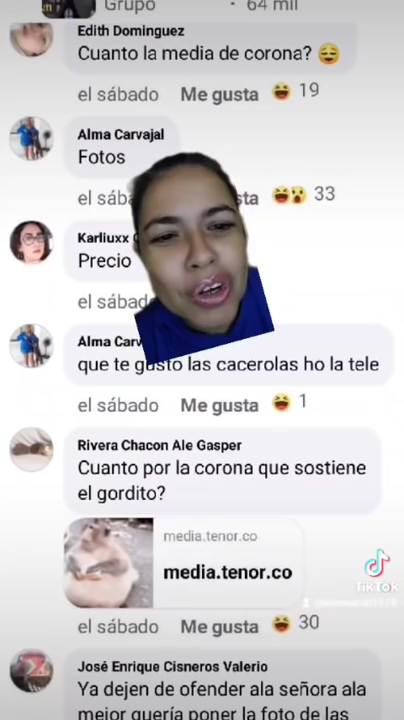 Grupo · 64 mil
Edith Dominguez
Cuanto la media de corona? 😔
el sábado Me gusta 19
Alma Carvajal
Fotos
el sába sta 33
Karliuxx
Precio
el sábado
Alma Carv
que te gusto las cacerolas ho la tele
el sábado Me gusta 1
Rivera Chacon Ale Gasper
Cuanto por la corona que sostiene
el gordito?
media.tenor.co
media.tenor.co
TikTok
el sábado Me gusta 30
José Enrique Cisneros Valerio
Ya dejen de ofender ala señora ala
mejor quería poner la foto de las